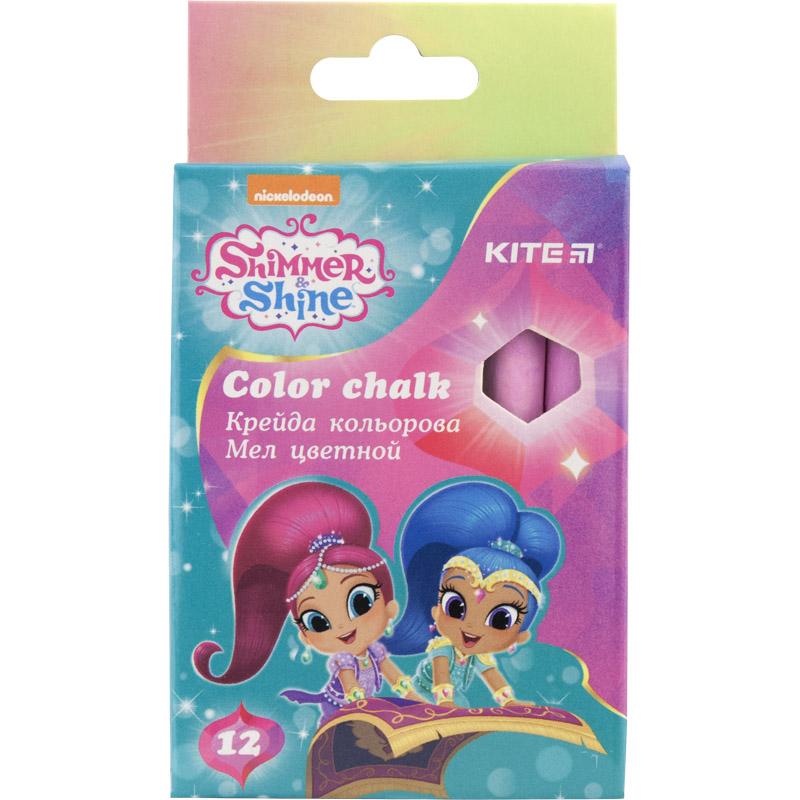 nickelodeon
Shimmer
&
Shine
KITE
Color chalk
Крейда кольорова
Мел цветной
12